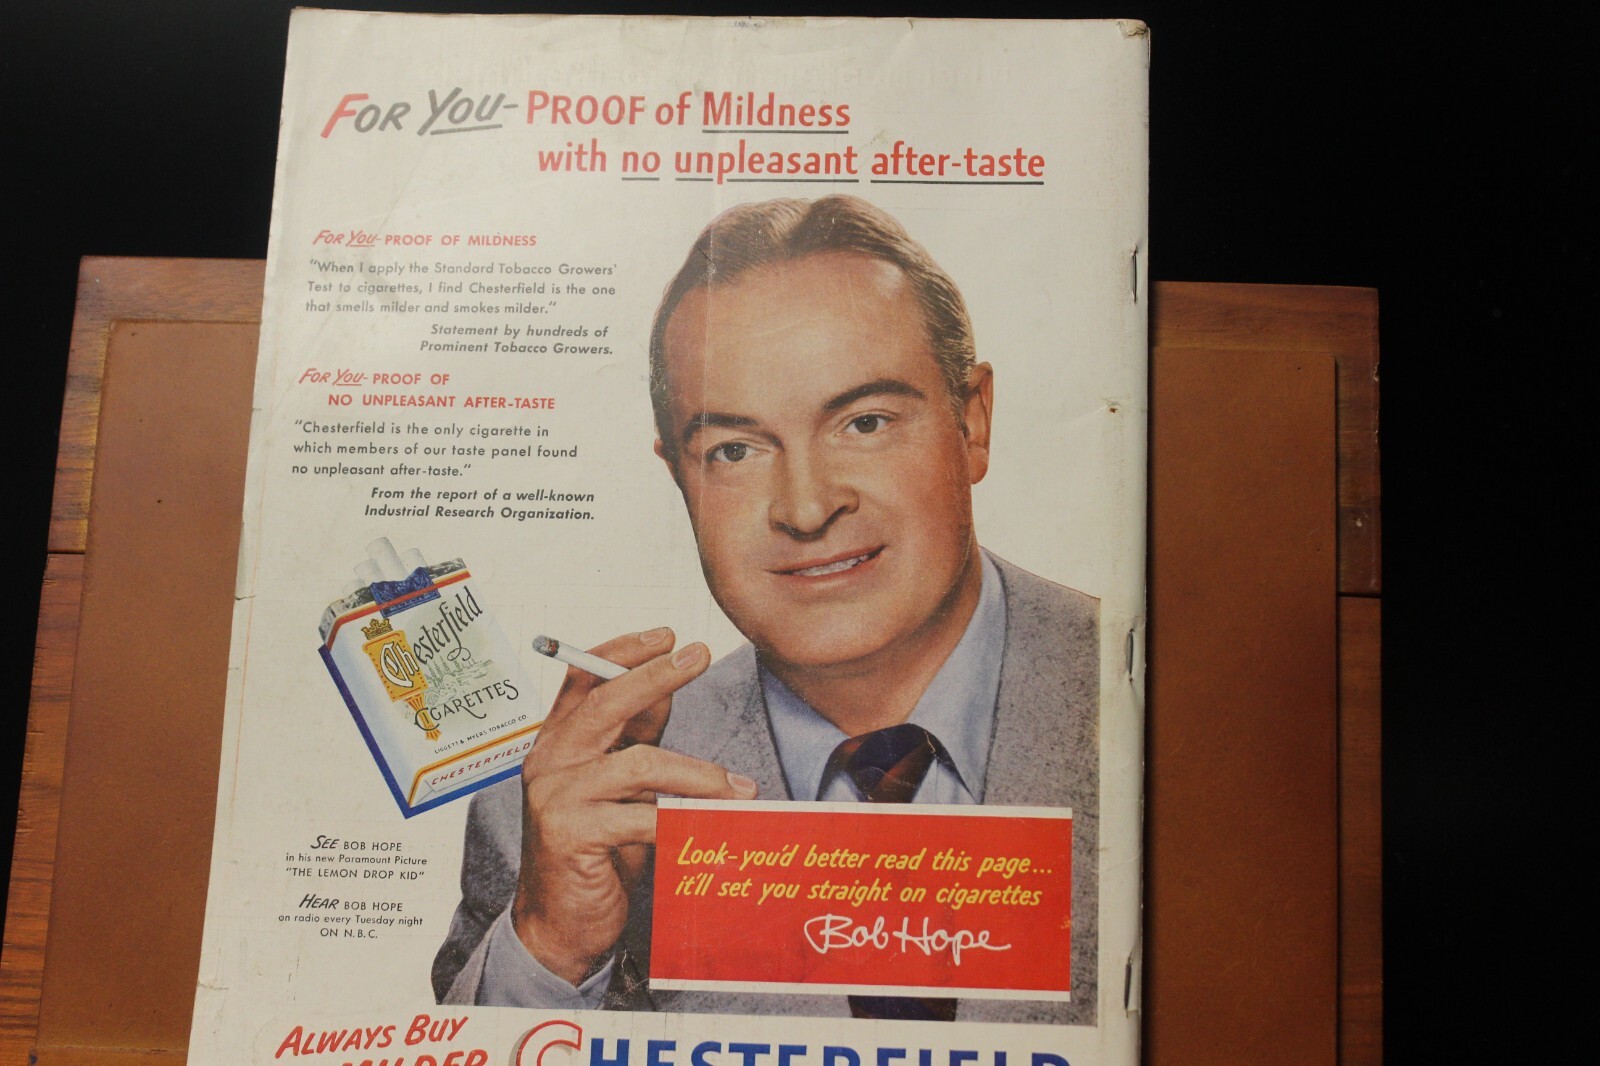 FOR YOU- PROOF of Mildness
with no unpleasant after-taste
FOR YOU- PROOF OF MILDNESS
"When I apply the Standard Tobacco Growers'
Test to cigarettes, I find Chesterfield is the one
that smells milder and smokes milder."
Statement by hundreds of
Prominent Tobacco Growers.
FOR YOU- PROOF OF
NO UNPLEASANT AFTER-TASTE
"Chesterfield is the only cigarette in
which members of our taste panel found
no unpleasant after-taste."
From the report of a well-known
Industrial Research Organization.
Chesterfield
CIGARETTES
LIGGETT & MYERS TOBACCO CO.
CHESTERFIELD
SEE BOB HOPE
in his new Paramount Picture
"THE LEMON DROP KID"
HEAR BOB HOPE
on radio every Tuesday night
ON N.B.C.
Look-you'd better read this page...
it'll set you straight on cigarettes
Bob Hope
ALWAYS BUY
MILDER
CHESTERFIELD